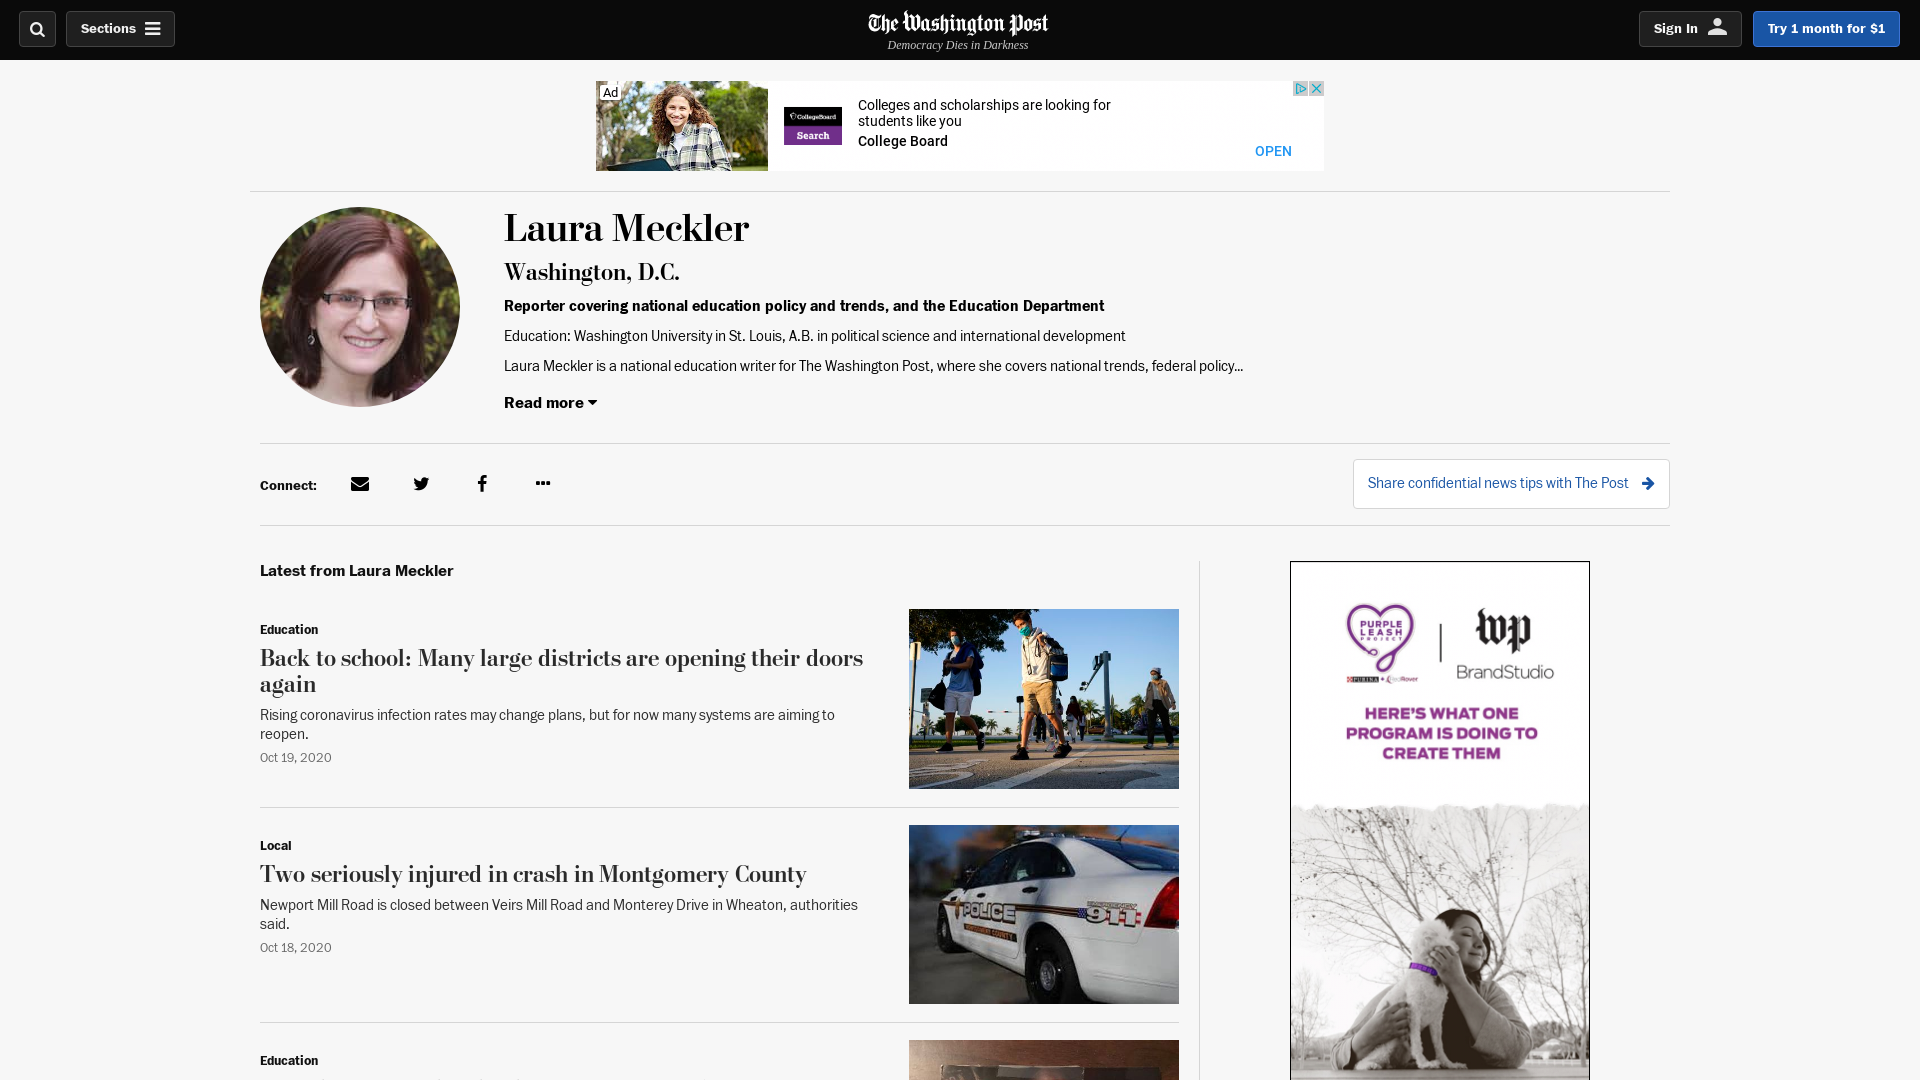 Sections
The Washington Post
Democracy Dies in Darkness
Sign In
Try 1 month for $1
Ad
CollegeBoard
Search
Colleges and scholarships are looking for
students like you
College Board
OPEN
Laura Meckler
Washington, D.C.
Reporter covering national education policy and trends, and the Education Department
Education: Washington University in St. Louis, A.B. in political science and international development
Laura Meckler is a national education writer for The Washington Post, where she covers national trends, federal policy...
Read more
Connect:
Share confidential news tips with The Post
Latest from Laura Meckler
Education
Back to school: Many large districts are opening their doors
again
Rising coronavirus infection rates may change plans, but for now many systems are aiming to
reopen.
Oct 19, 2020
Local
Two seriously injured in crash in Montgomery County
Newport Mill Road is closed between Veirs Mill Road and Monterey Drive in Wheaton, authorities
said.
Oct 18, 2020
POLICE
911
Education
PURPLE
LEASH
PROJECT
PURINA +
wp
BrandStudio
HERE'S WHAT ONE
PROGRAM IS DOING TO
CREATE THEM